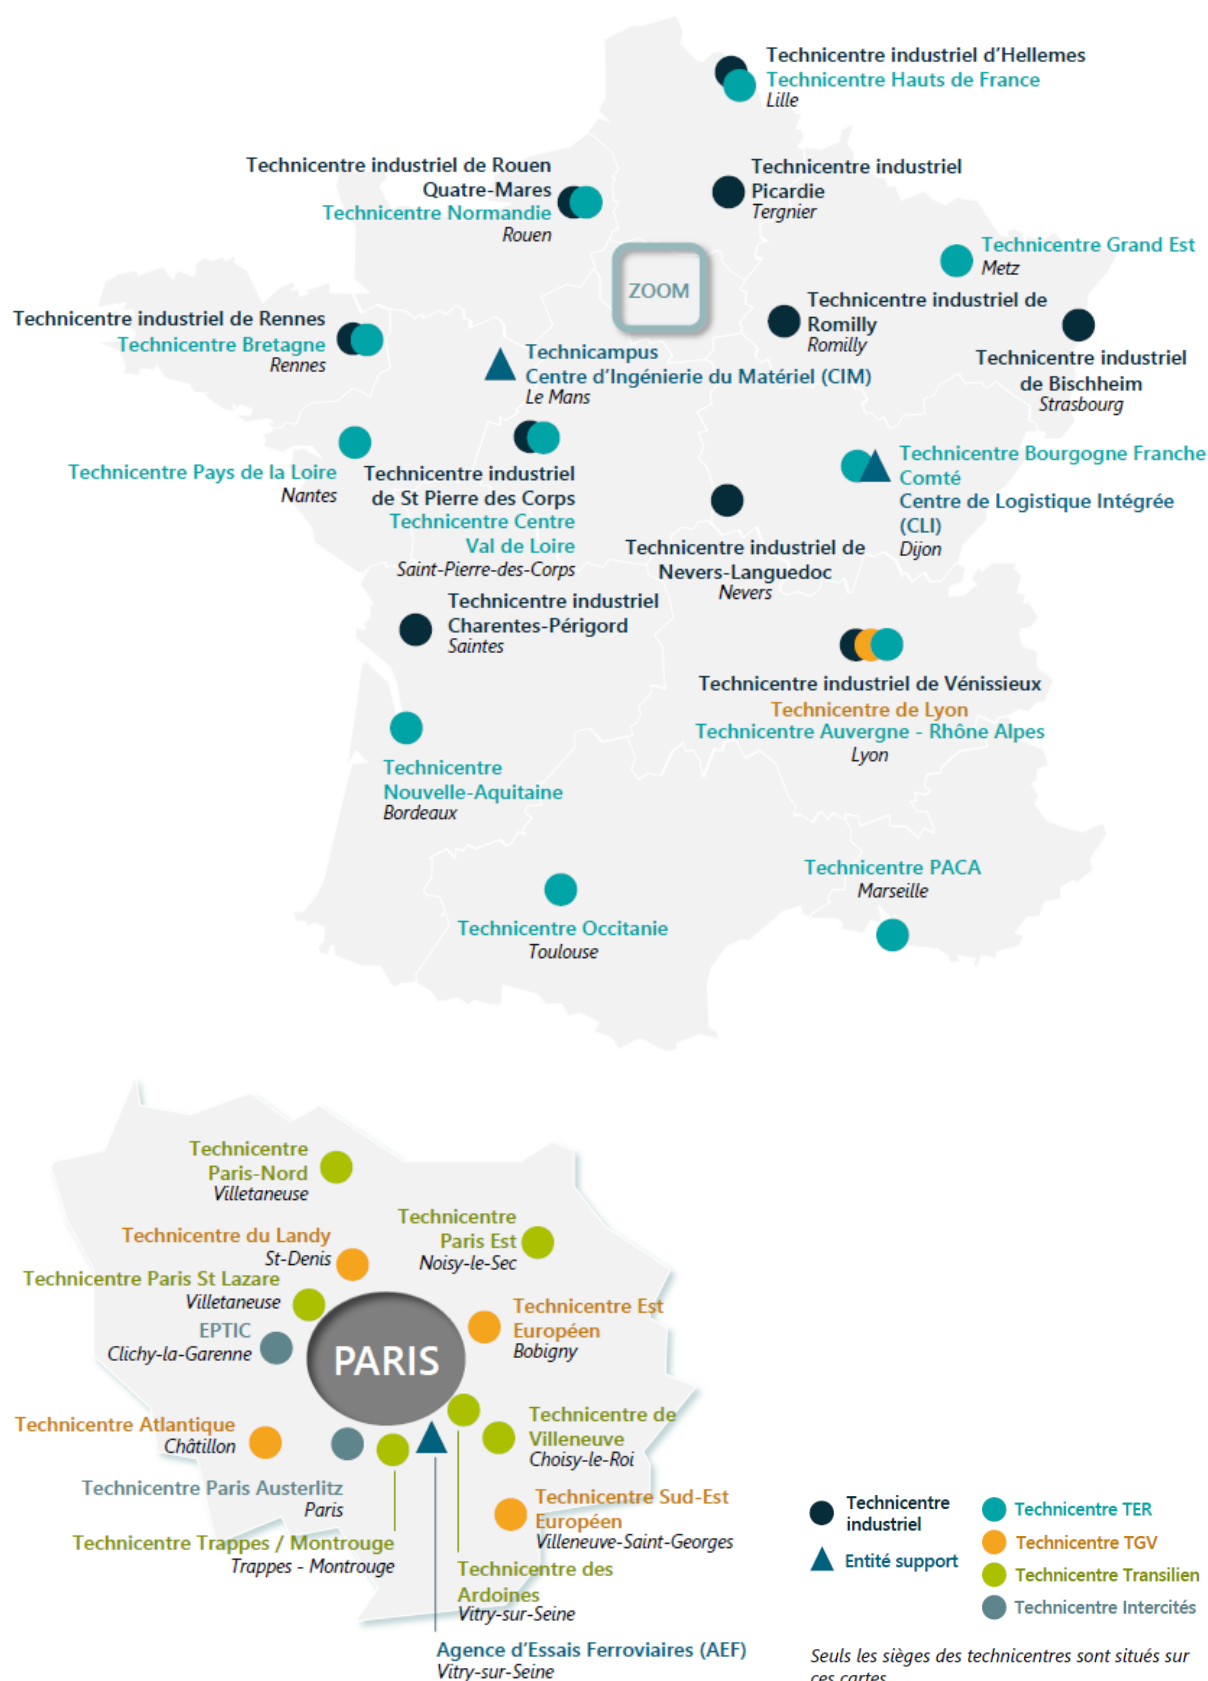 Technicentre industriel d'Hellemes
Technicentre Hauts de France
Lille
Technicentre industriel de Rouen
Quatre-Mares
Technicentre Normandie
Rouen
Technicentre industriel
Picardie
Tergnier
Technicentre Grand Est
Metz
ZOOM
Technicentre industriel de
Romilly
Romilly
Technicentre industriel de Rennes
Technicentre Bretagne
Rennes
Technicentre industriel
de Bischheim
Strasbourg
Technicampus
Centre d'Ingénierie du Matériel (CIM)
Le Mans
Technicentre Pays de la Loire
Nantes
Technicentre industriel
de St Pierre des Corps
Technicentre Centre
Val de Loire
Saint-Pierre-des-Corps
Technicentre Bourgogne Franche
Comté
Centre de Logistique Intégrée
(CLI)
Dijon
Technicentre industriel de
Nevers-Languedoc
Nevers
Technicentre industriel
Charentes-Périgord
Saintes
Technicentre industriel de Vénissieux
Technicentre de Lyon
Technicentre Auvergne - Rhône Alpes
Lyon
Technicentre
Nouvelle-Aquitaine
Bordeaux
Technicentre PACA
Marseille
Technicentre Occitanie
Toulouse
Technicentre
Paris-Nord
Villetaneuse
Technicentre
Paris Est
Noisy-le-Sec
Technicentre du Landy
St-Denis
Technicentre Paris St Lazare
Villetaneuse
EPTIC
Clichy-la-Garenne
PARIS
Technicentre Est
Européen
Bobigny
Technicentre Atlantique
Châtillon
Technicentre de
Villeneuve
Choisy-le-Roi
Technicentre Paris Austerlitz
Paris
Technicentre Sud-Est
Européen
Villeneuve-Saint-Georges
Technicentre Trappes / Montrouge
Trappes - Montrouge
Technicentre des
Ardoines
Vitry-sur-Seine
Agence d'Essais Ferroviaires (AEF)
Vitry-sur-Seine
Technicentre
industriel
Entité support
Technicentre TER
Technicentre TGV
Technicentre Transilien
Technicentre Intercités
Seuls les sièges des technicentres sont situés sur
ces cartes